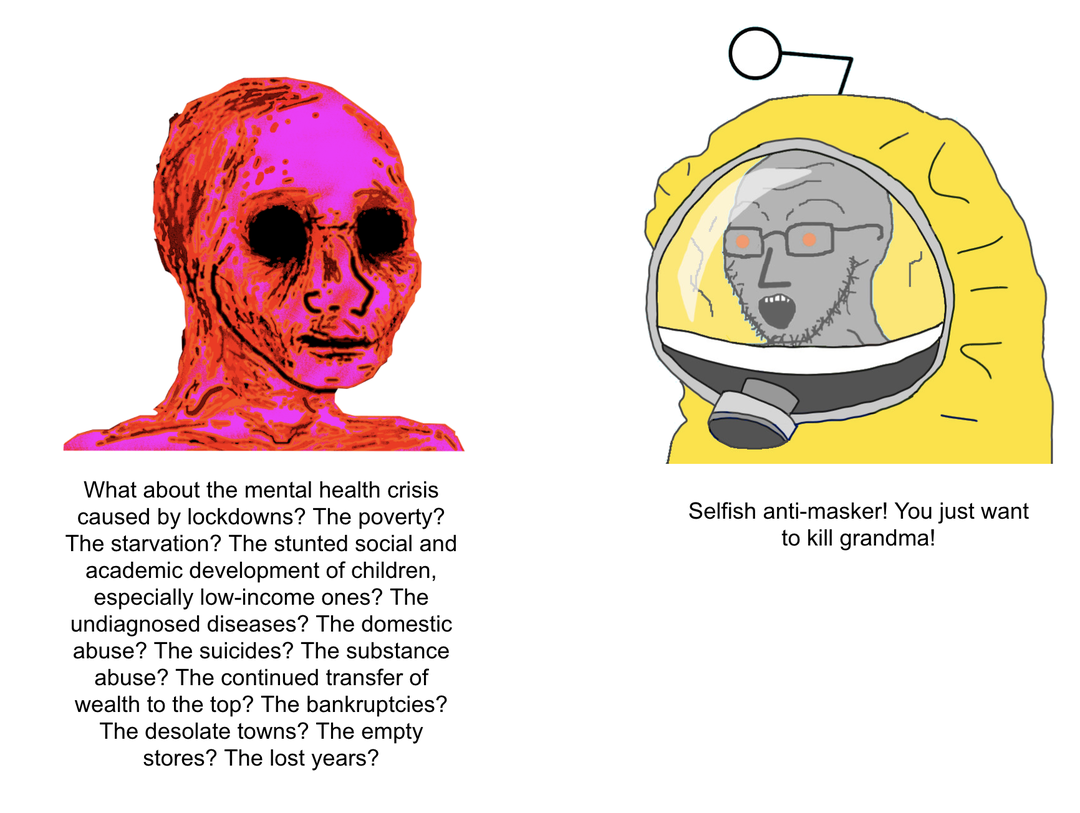 What about the mental health crisis
caused by lockdowns? The poverty?
The starvation? The stunted social and
academic development of children,
especially low-income ones? The
undiagnosed diseases? The domestic
abuse? The suicides? The substance
abuse? The continued transfer of
wealth to the top? The bankruptcies?
The desolate towns? The empty
stores? The lost years?
Selfish anti-masker! You just want
to kill grandma!